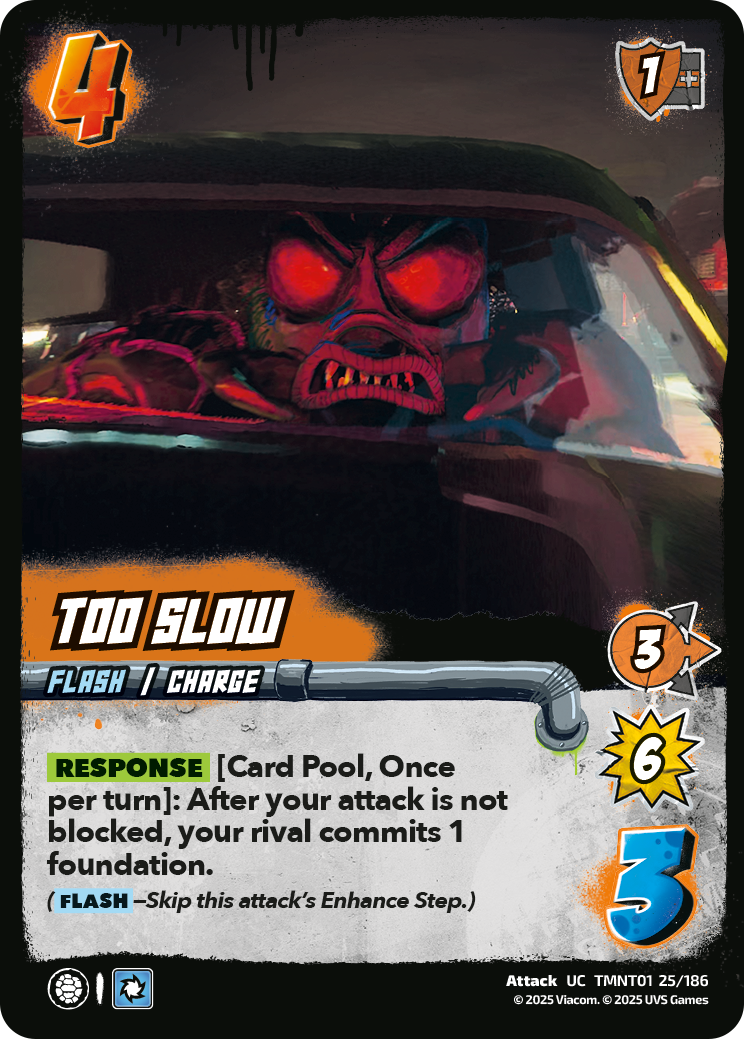 4
1
TOO SLOW
FLASH / CHARGE
3
6
RESPONSE [Card Pool, Once
per turn]: After your attack is not
blocked, your rival commits 1
foundation.
(FLASH–Skip this attack's Enhance Step.)
3
Attack UC TMNT01 25/186
© 2025 Viacom. © 2025 UVS Games